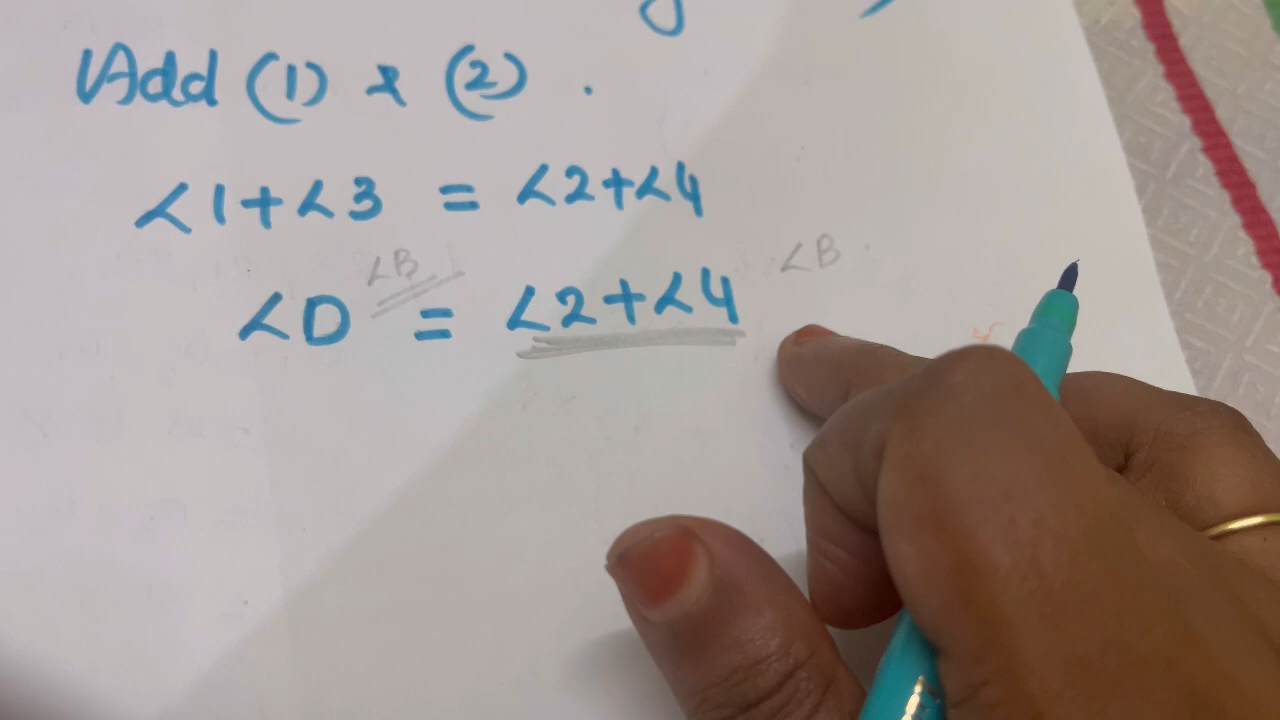 Add (1) & (2) .
∠1+∠3 = ∠2+∠4
∠B ∠B
∠D = ∠2+∠4